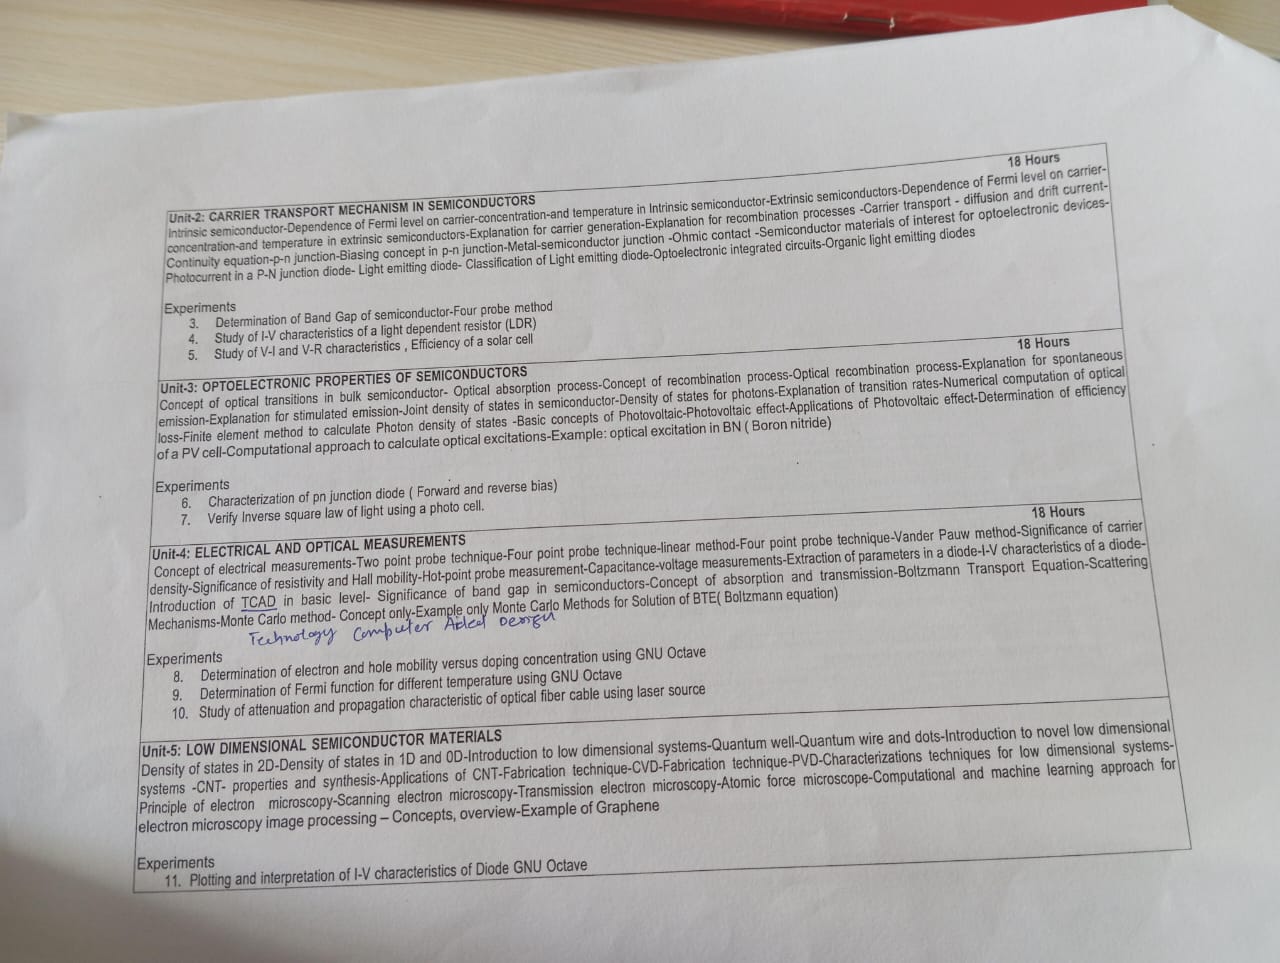 Unit-2: CARRIER TRANSPORT MECHANISM IN SEMICONDUCTORS 18 Hours
Intrinsic semiconductor-Dependence of Fermi level on carrier-concentration-and temperature in Intrinsic semiconductor-Extrinsic semiconductors-Dependence of Fermi level on carrier-
concentration-and temperature in extrinsic semiconductors-Explanation for carrier generation-Explanation for recombination processes -Carrier transport - diffusion and drift current-
Continuity equation-p-n junction-Biasing concept in p-n junction-Metal-semiconductor junction -Ohmic contact -Semiconductor materials of interest for optoelectronic devices-
Photocurrent in a P-N junction diode- Light emitting diode- Classification of Light emitting diode-Optoelectronic integrated circuits-Organic light emitting diodes
Experiments
3. Determination of Band Gap of semiconductor-Four probe method
4. Study of I-V characteristics of a light dependent resistor (LDR)
5. Study of V-I and V-R characteristics , Efficiency of a solar cell
Unit-3: OPTOELECTRONIC PROPERTIES OF SEMICONDUCTORS 18 Hours
Concept of optical transitions in bulk semiconductor- Optical absorption process-Concept of recombination process-Optical recombination process-Explanation for spontaneous
emission-Explanation for stimulated emission-Joint density of states in semiconductor-Density of states for photons-Explanation of transition rates-Numerical computation of optical
loss-Finite element method to calculate Photon density of states -Basic concepts of Photovoltaic-Photovoltaic effect-Applications of Photovoltaic effect-Determination of efficiency
of a PV cell-Computational approach to calculate optical excitations-Example: optical excitation in BN ( Boron nitride)
Experiments
6. Characterization of pn junction diode ( Forward and reverse bias)
7. Verify Inverse square law of light using a photo cell.
Unit-4: ELECTRICAL AND OPTICAL MEASUREMENTS 18 Hours
Concept of electrical measurements-Two point probe technique-Four point probe technique-linear method-Four point probe technique-Vander Pauw method-Significance of carrier
density-Significance of resistivity and Hall mobility-Hot-point probe measurement-Capacitance-voltage measurements-Extraction of parameters in a diode-I-V characteristics of a diode-
Introduction of TCAD in basic level- Significance of band gap in semiconductors-Concept of absorption and transmission-Boltzmann Transport Equation-Scattering
Mechanisms-Monte Carlo method- Concept only-Example only Monte Carlo Methods for Solution of BTE( Boltzmann equation)
Technology Computer Aided Design
Experiments
8. Determination of electron and hole mobility versus doping concentration using GNU Octave
9. Determination of Fermi function for different temperature using GNU Octave
10. Study of attenuation and propagation characteristic of optical fiber cable using laser source
Unit-5: LOW DIMENSIONAL SEMICONDUCTOR MATERIALS
Density of states in 2D-Density of states in 1D and 0D-Introduction to low dimensional systems-Quantum well-Quantum wire and dots-Introduction to novel low dimensional
systems -CNT- properties and synthesis-Applications of CNT-Fabrication technique-CVD-Fabrication technique-PVD-Characterizations techniques for low dimensional systems-
Principle of electron microscopy-Scanning electron microscopy-Transmission electron microscopy-Atomic force microscope-Computational and machine learning approach for
electron microscopy image processing – Concepts, overview-Example of Graphene
Experiments
11. Plotting and interpretation of I-V characteristics of Diode GNU Octave